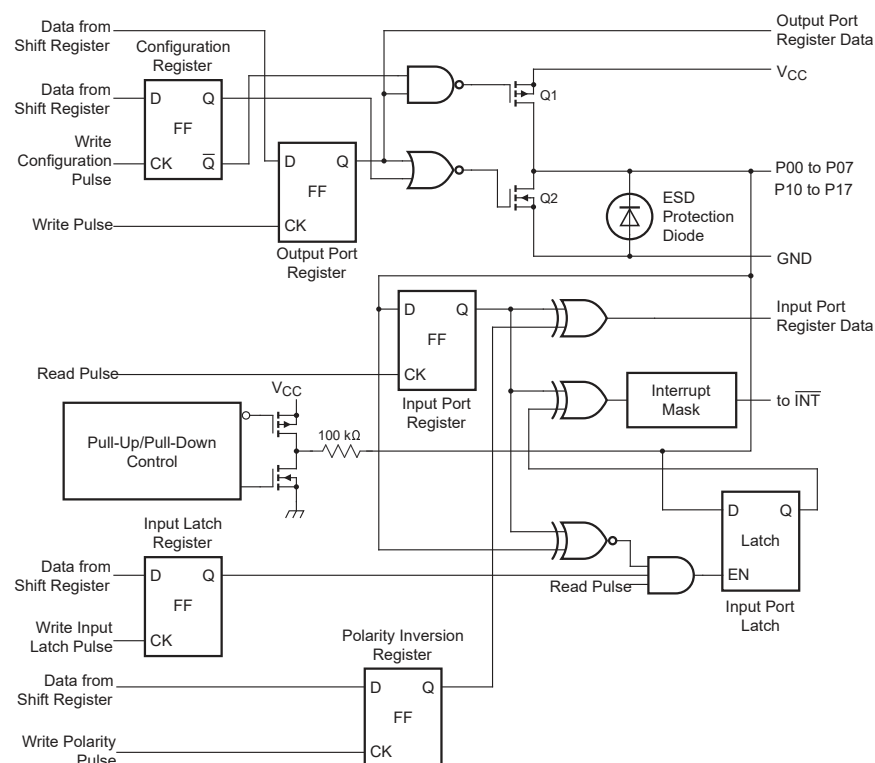 Data from
Shift Register
Configuration
Register
Output Port
Register Data
VCC
Data from
Shift Register
D
Q
FF
Write
Configuration
Pulse
CK
Q
Q1
D
Q
FF
CK
Q2
P00 to P07
P10 to P17
ESD
Protection
Diode
Write Pulse
Output Port
Register
GND
D
Q
FF
CK
Input Port
Register Data
Read Pulse
Input Port
Register
Interrupt
Mask
to INT
VCC
Pull-Up/Pull-Down
Control
100 kΩ
D
Q
Latch
EN
Input Latch
Register
Data from
Shift Register
D
Q
FF
Read Pulse
Input Port
Latch
Write Input
Latch Pulse
CK
Polarity Inversion
Register
Data from
Shift Register
D
Q
FF
Write Polarity
Pulse
CK